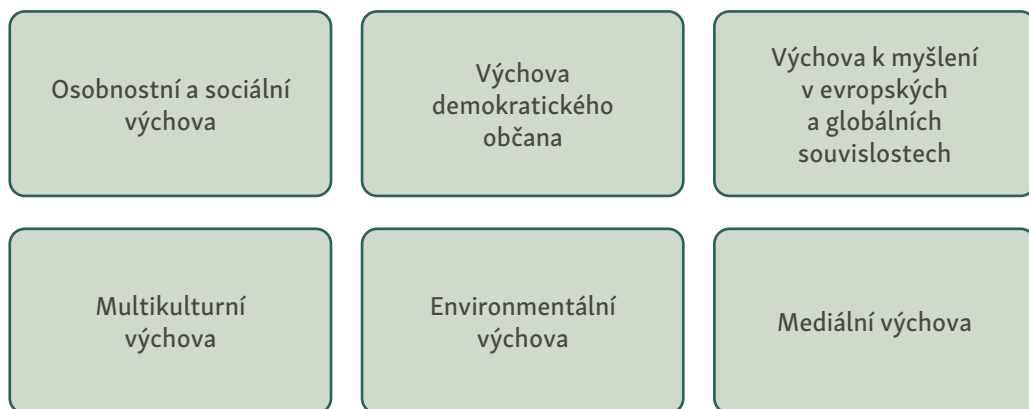 Osobnostní a sociální
výchova
Výchova
demokratického
občana
Výchova k myšlení
v evropských
a globálních
souvislostech
Multikulturní
výchova
Environmentální
výchova
Mediální výchova